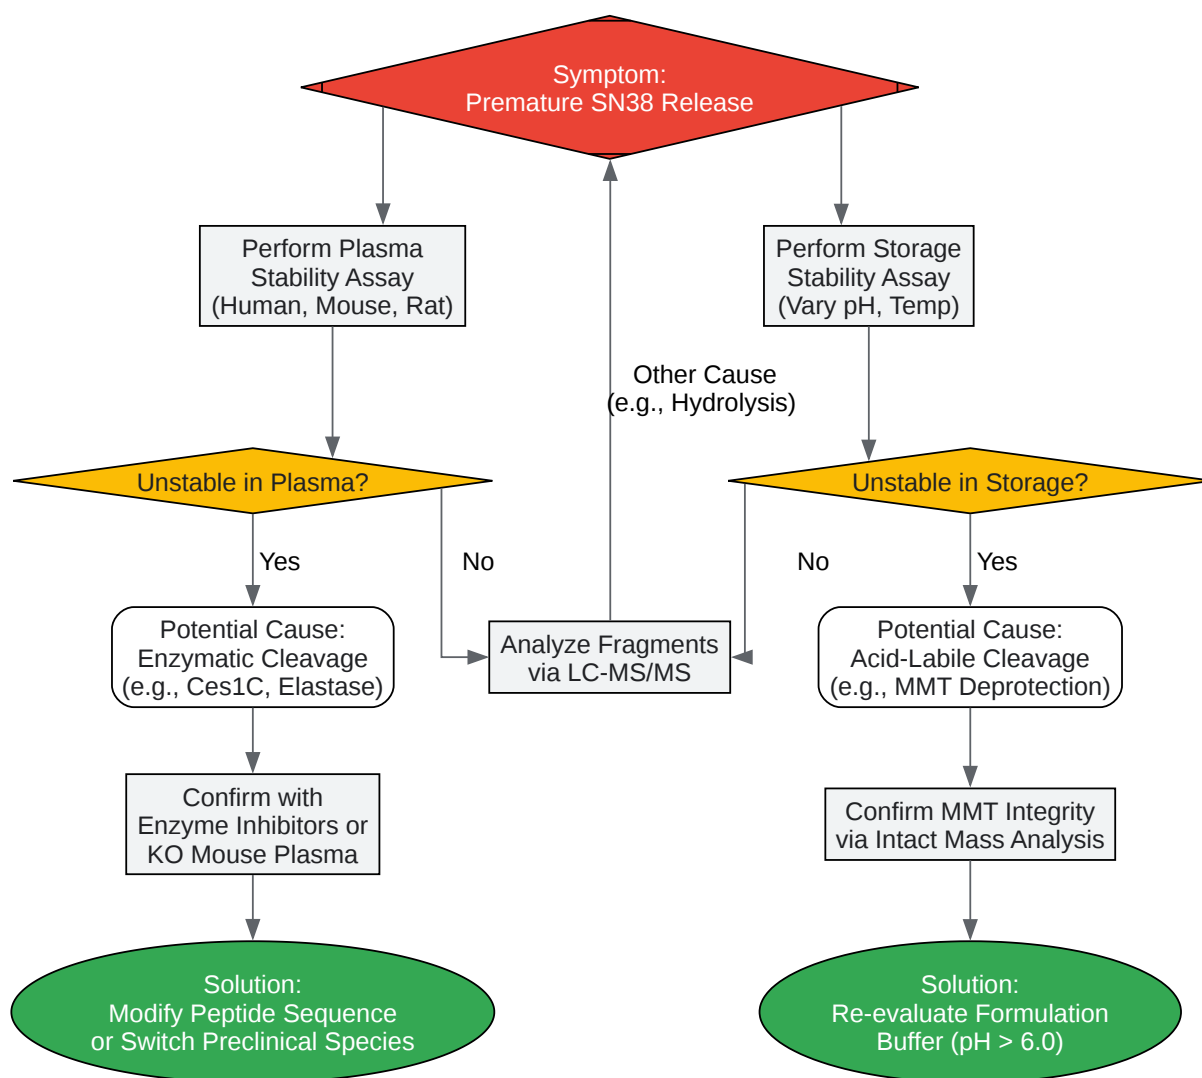 Symptom:
Premature SN38 Release
Perform Plasma
Stability Assay
(Human, Mouse, Rat)
Perform Storage
Stability Assay
(Vary pH, Temp)
Other Cause
(e.g., Hydrolysis)
Unstable in Plasma?
Unstable in Storage?
Yes
No
No
Yes
Potential Cause:
Enzymatic Cleavage
(e.g., Ces1C, Elastase)
Analyze Fragments
via LC-MS/MS
Potential Cause:
Acid-Labile Cleavage
(e.g., MMT Deprotection)
Confirm with
Enzyme Inhibitors or
KO Mouse Plasma
Confirm MMT Integrity
via Intact Mass Analysis
Solution:
Modify Peptide Sequence
or Switch Preclinical Species
Solution:
Re-evaluate Formulation
Buffer (pH > 6.0)